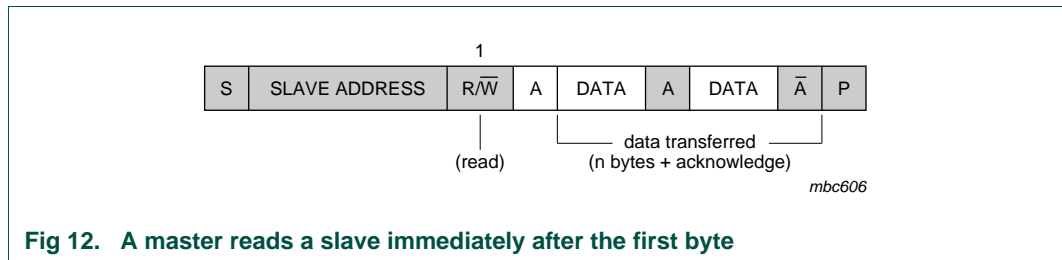 1
S SLAVE ADDRESS R/W̅ A DATA A DATA A̅ P
data transferred
(read) (n bytes + acknowledge)
mbc606
Fig 12. A master reads a slave immediately after the first byte